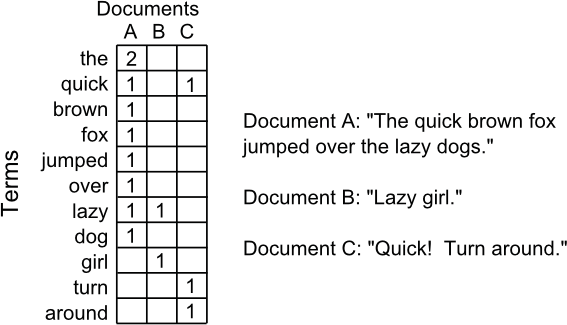 Documents
A B C
the 2
quick 1 1
brown 1
fox 1
jumped 1
over 1
lazy 1 1
dog 1
girl 1
turn 1
around 1
Terms
Document A: "The quick brown fox
jumped over the lazy dogs."
Document B: "Lazy girl."
Document C: "Quick!  Turn around."